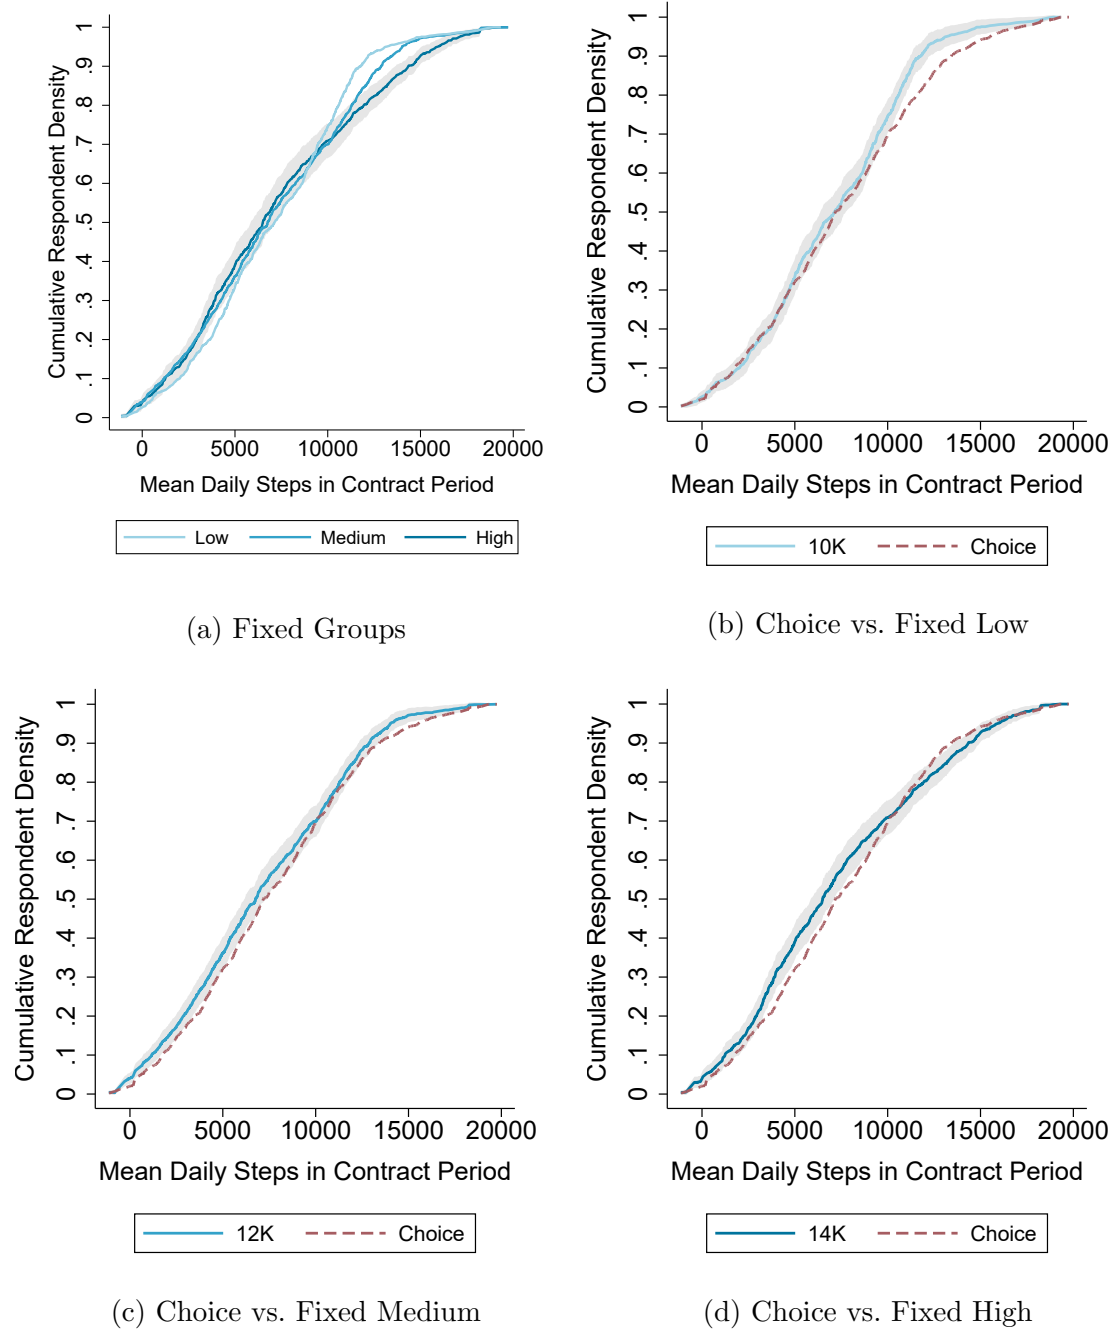 Cumulative Respondent Density
1
.9
.8
.7
.6
.5
.4
.3
.2
.1
0
0 5000 10000 15000 20000
Mean Daily Steps in Contract Period
Low Medium High
(a) Fixed Groups
Cumulative Respondent Density
1
.9
.8
.7
.6
.5
.4
.3
.2
.1
0
0 5000 10000 15000 20000
Mean Daily Steps in Contract Period
10K Choice
(b) Choice vs. Fixed Low
Cumulative Respondent Density
1
.9
.8
.7
.6
.5
.4
.3
.2
.1
0
0 5000 10000 15000 20000
Mean Daily Steps in Contract Period
12K Choice
(c) Choice vs. Fixed Medium
Cumulative Respondent Density
1
.9
.8
.7
.6
.5
.4
.3
.2
.1
0
0 5000 10000 15000 20000
Mean Daily Steps in Contract Period
14K Choice
(d) Choice vs. Fixed High